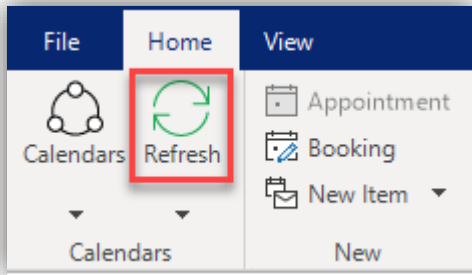 File Home View
Calendars Refresh
Appointment
Booking
New Item
Calendars New